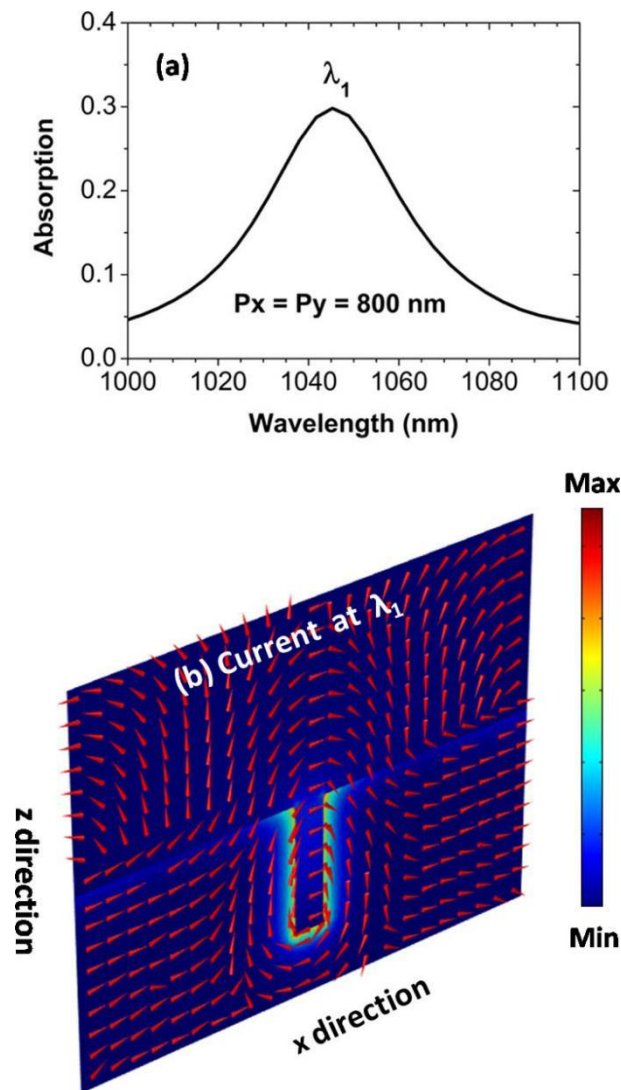 0.4
(a)
λ1
0.3
Absorption
0.2
0.1
Px = Py = 800 nm
0.0
1000 1020 1040 1060 1080 1100
Wavelength (nm)
Max
(b) Current at λ1
z direction
Min
x direction